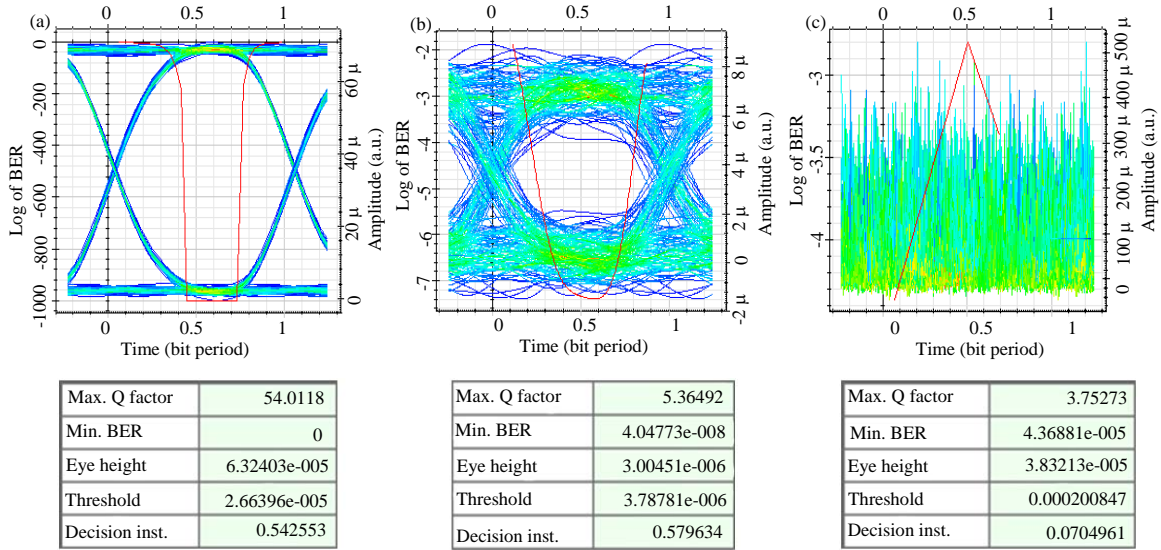 (a)
0
0.5
1
0
-200
-400
-600
-800
-1000
Log of BER
60 µ
40 µ
20 µ
0
Amplitude (a.u.)
0
0.5
1
Time (bit period)
(b)
0
0.5
1
-2
-3
-4
-5
-6
-7
Log of BER
8 µ
6 µ
4 µ
2 µ
0
-2 µ
Amplitude (a.u.)
0
0.5
1
Time (bit period)
(c)
0
0.5
1
-3
-3.5
-4
Log of BER
500 µ
400 µ
300 µ
200 µ
100 µ
0
Amplitude (a.u.)
0
0.5
1
Time (bit period)
Max. Q factor 54.0118
Min. BER 0
Eye height 6.32403e-005
Threshold 2.66396e-005
Decision inst. 0.542553
Max. Q factor 5.36492
Min. BER 4.04773e-008
Eye height 3.00451e-006
Threshold 3.78781e-006
Decision inst. 0.579634
Max. Q factor 3.75273
Min. BER 4.36881e-005
Eye height 3.83213e-005
Threshold 0.000200847
Decision inst. 0.0704961